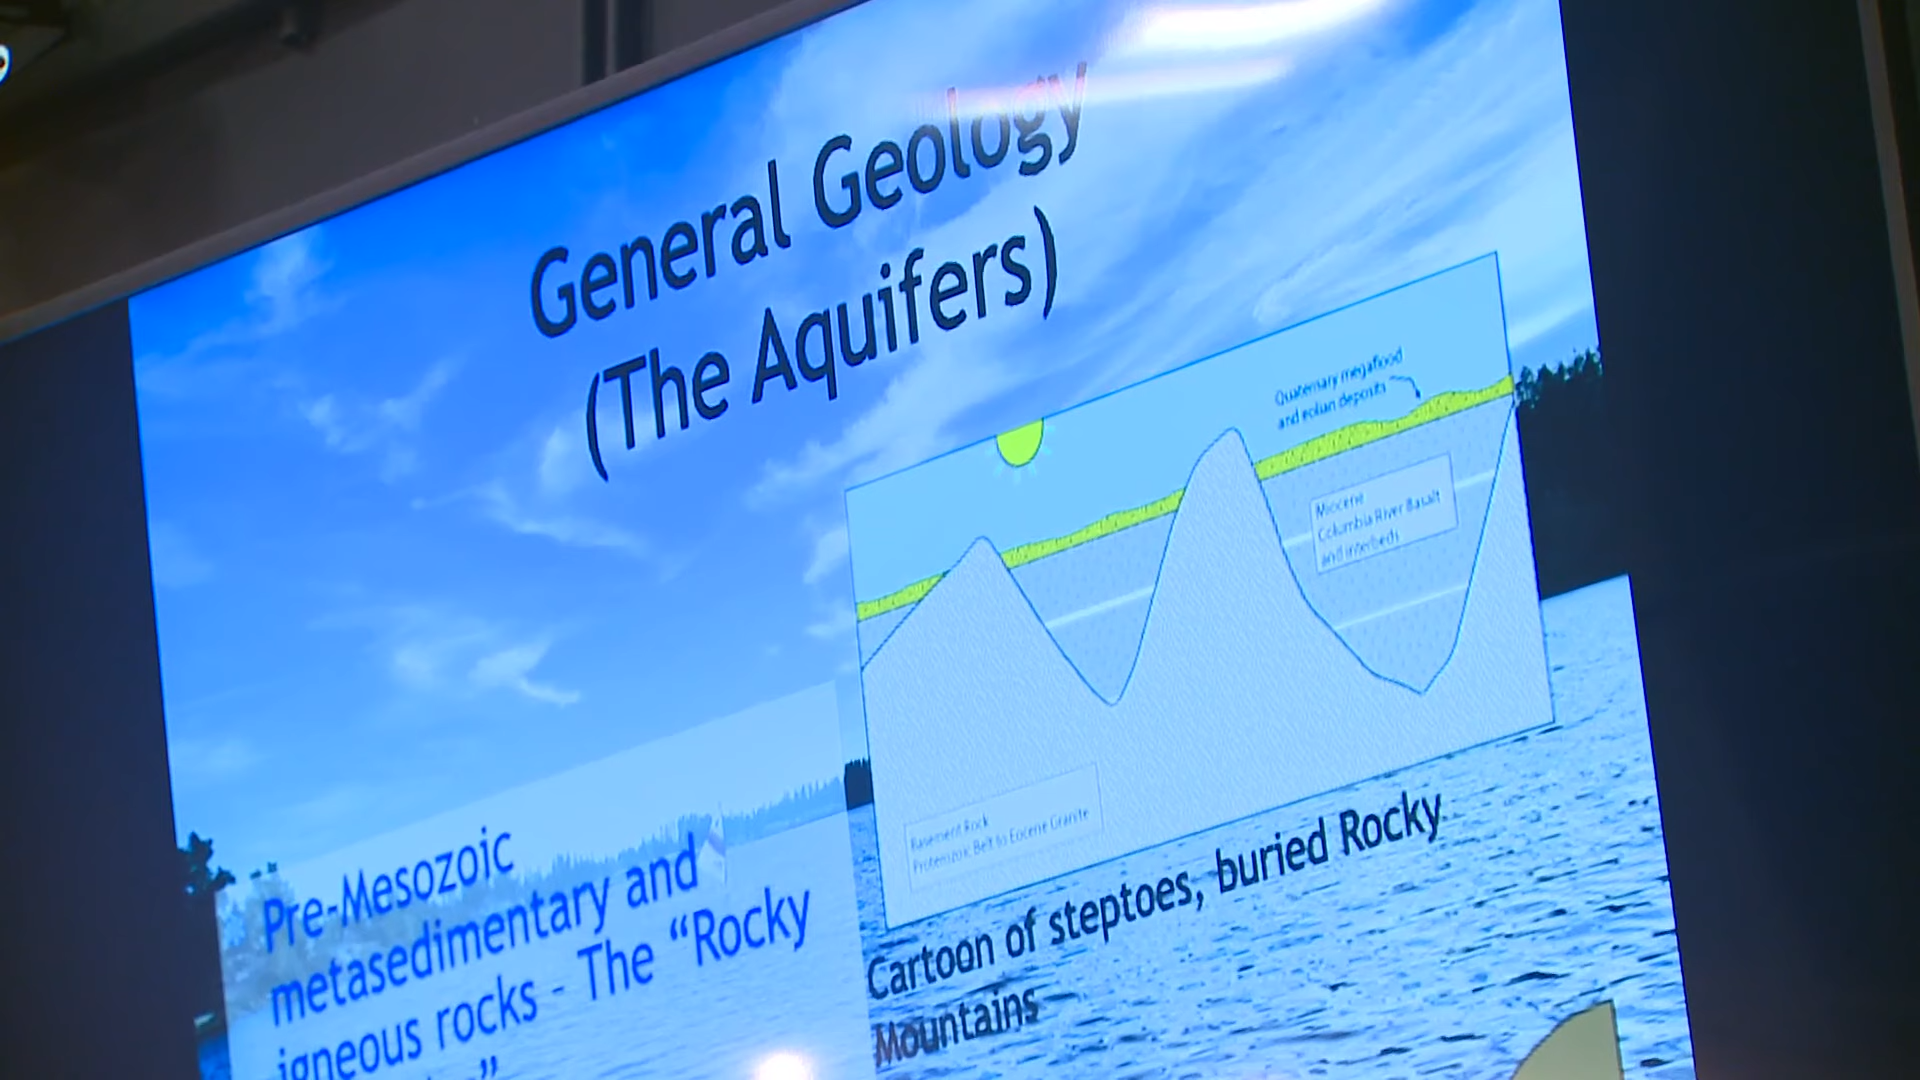 General Geology
(The Aquifers)
Quaternary megaflood
and eolian deposits
Miocene
Columbia River Basalt
and interbeds
Basement Rock
Proterozoic Belt to Eocene Granite
Cartoon of steptoes, buried Rocky
Mountains
Pre-Mesozoic
metasedimentary and
igneous rocks - The “Rocky